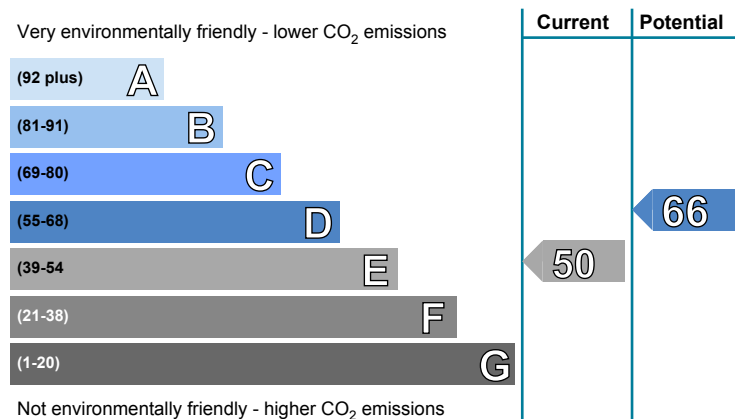 Very environmentally friendly - lower CO₂ emissions
Current
Potential
(92 plus) A
(81-91) B
(69-80) C
(55-68) D
66
(39-54 E
50
(21-38) F
(1-20) G
Not environmentally friendly - higher CO₂ emissions